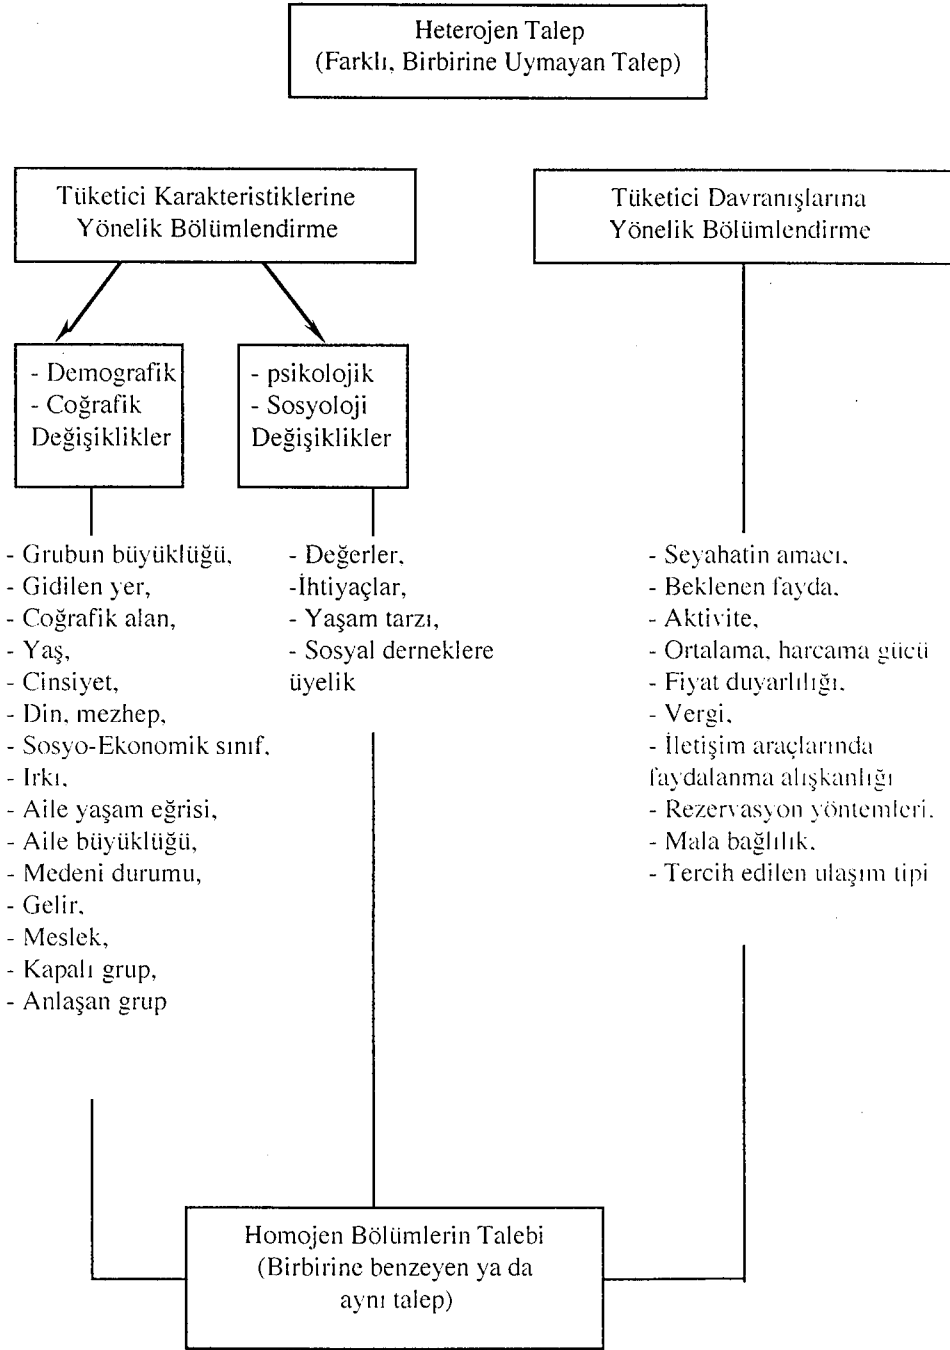 Heterojen Talep
(Farklı, Birbirine Uymayan Talep)
Tüketici Karakteristiklerine
Yönelik Bölümlendirme
Tüketici Davranışlarına
Yönelik Bölümlendirme
- Demografik
- Coğrafik
Değişiklikler
- psikolojik
- Sosyoloji
Değişiklikler
- Grubun büyüklüğü,
- Gidilen yer,
- Coğrafik alan,
- Yaş,
- Cinsiyet,
- Din, mezhep,
- Sosyo-Ekonomik sınıf,
- Irkı,
- Aile yaşam eğrisi,
- Aile büyüklüğü,
- Medeni durumu,
- Gelir,
- Meslek,
- Kapalı grup,
- Anlaşan grup
- Değerler,
-İhtiyaçlar,
- Yaşam tarzı,
- Sosyal derneklere
üyelik
- Seyahatin amacı,
- Beklenen fayda,
- Aktivite,
- Ortalama, harcama gücü
- Fiyat duyarlılığı,
- Vergi,
- İletişim araçlarında
faydalanma alışkanlığı
- Rezervasyon yöntemleri,
- Mala bağlılık,
- Tercih edilen ulaşım tipi
Homojen Bölümlerin Talebi
(Birbirine benzeyen ya da
aynı talep)